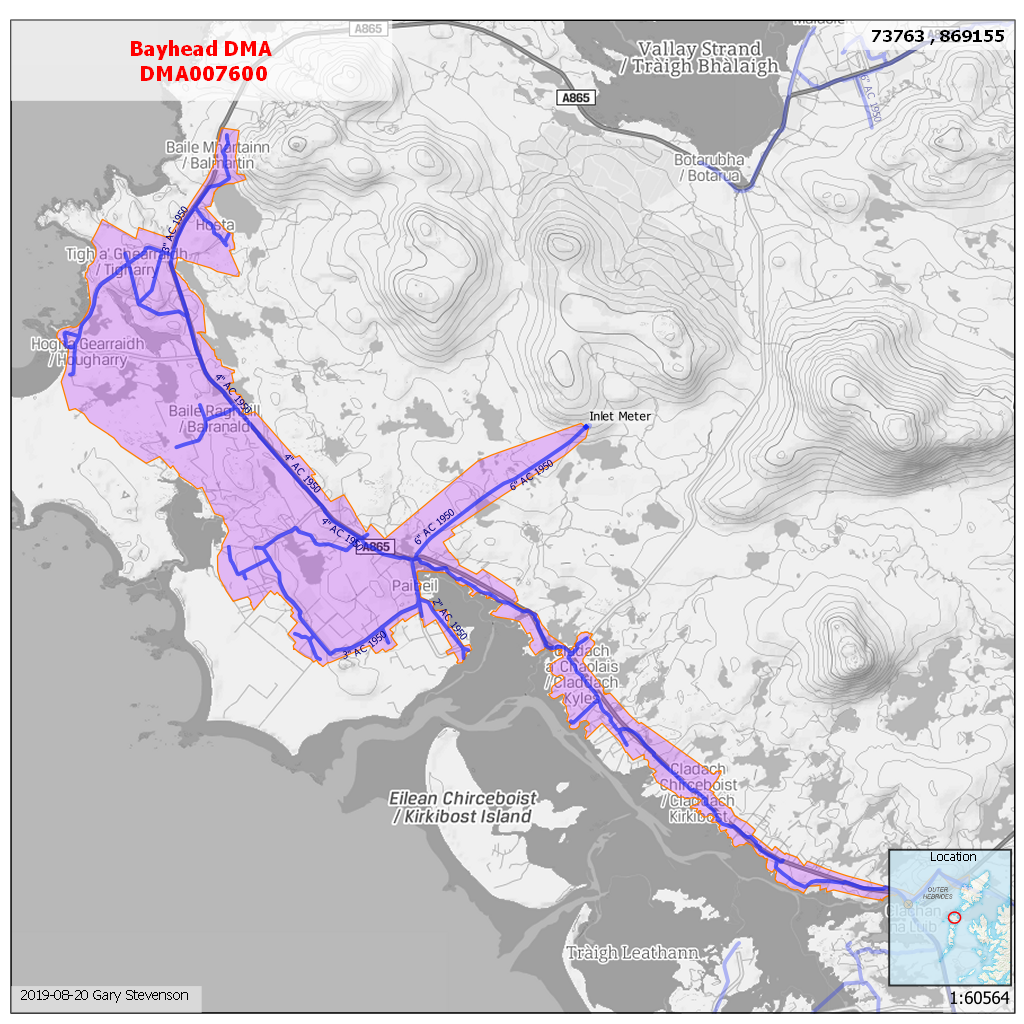 Bayhead DMA
DMA007600
73763 , 869155
A865
A865
Vallay Strand
/ Tràigh Bhàlaigh
6" AC 1950
Botarubha
/ Botarua
Baile Mhartainn
/ Balmartin
Hosta
3" AC 1950
Tigh a' Ghearraidh
/ Tigharry
Hogha Gearraidh
/ Hougharry
4" AC 1950
Baile Raghaill
/ Balranald
Inlet Meter
4" AC 1950
6" AC 1950
6" AC 1950
4" AC 1950
A865
Paibeil
2" AC 1950
3" AC 1950
Cladach
a Chaolais
/ Claddach
Kyles
Cladach
Chirceboist
/ Claddach
Kirkibost
Eilean Chirceboist
/ Kirkibost Island
Location
OUTER
HEBRIDES
Clachan
na Luib
Tràigh Leathann
2019-08-20 Gary Stevenson
1:60564